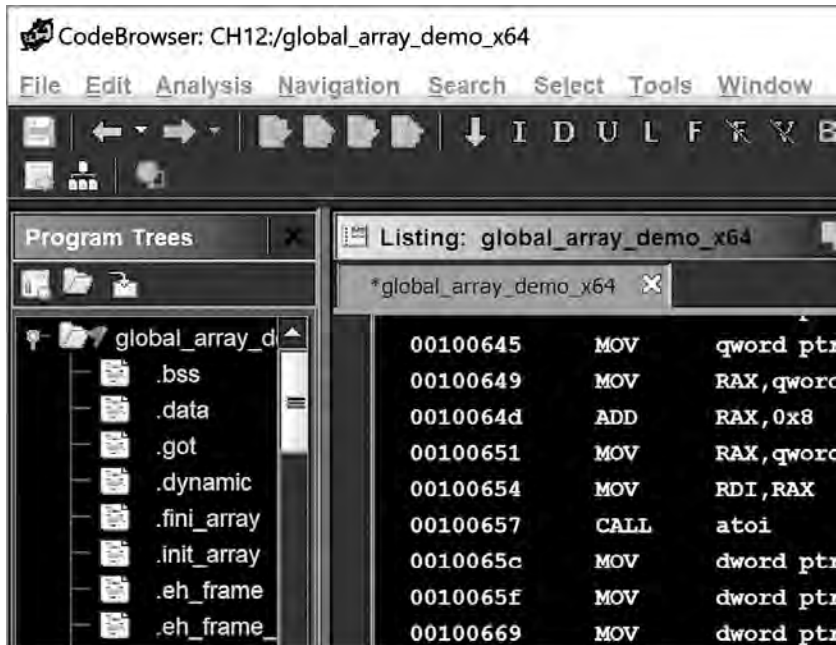 CodeBrowser: CH12:/global_array_demo_x64
File Edit Analysis Navigation Search Select Tools Window
I D U L F B
Program Trees
Listing: global_array_demo_x64
*global_array_demo_x64
global_array_d
.bss
.data
.got
.dynamic
.fini_array
.init_array
.eh_frame
.eh_frame_
00100645 MOV qword ptr
00100649 MOV RAX,qword
0010064d ADD RAX,0x8
00100651 MOV RAX,qword
00100654 MOV RDI,RAX
00100657 CALL atoi
0010065c MOV dword ptr
0010065f MOV dword ptr
00100669 MOV dword ptr